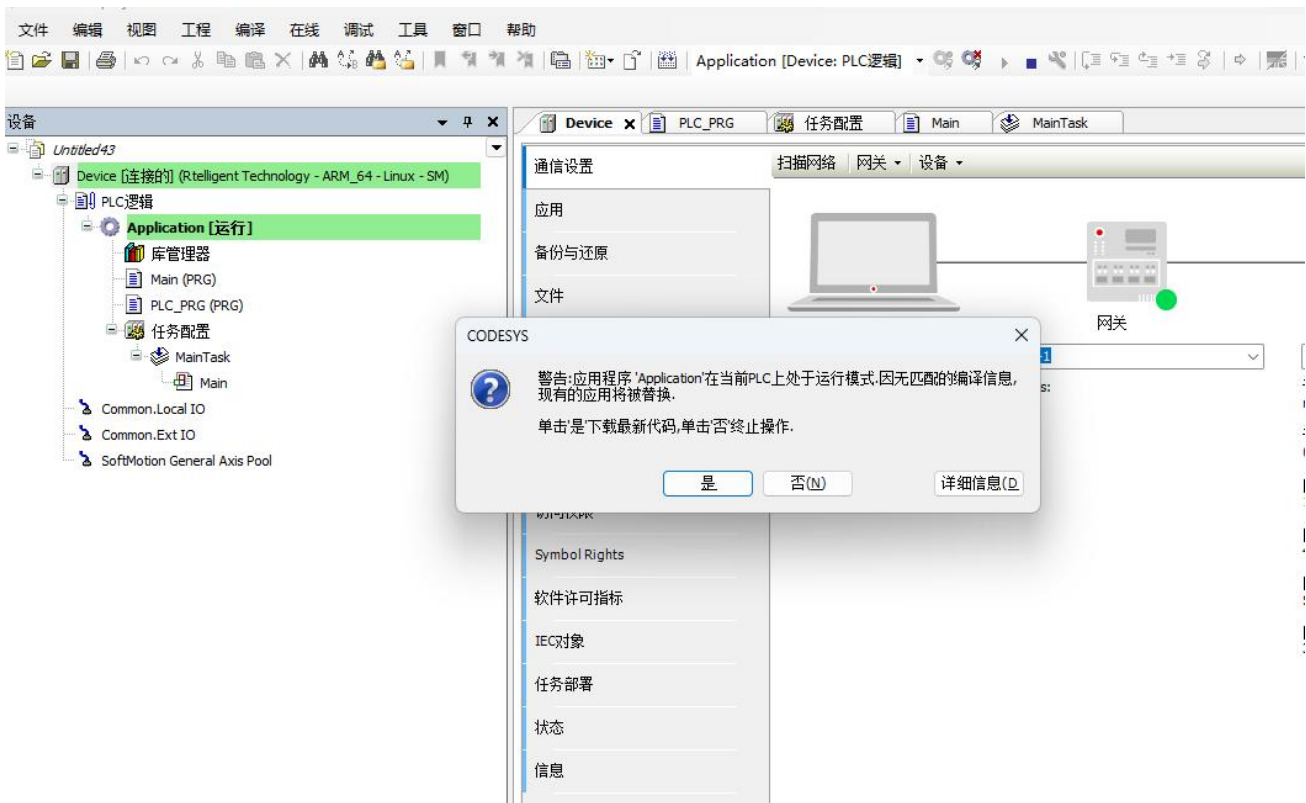 文件 编辑 视图 工程 编译 在线 调试 工具 窗口 帮助
Application [Device: PLC逻辑]
设备
Untitled43
Device [连接的] (Rtelligent Technology - ARM_64 - Linux - SM)
PLC逻辑
Application [运行]
库管理器
Main (PRG)
PLC_PRG (PRG)
任务配置
MainTask
Main
Common.Local IO
Common.Ext IO
SoftMotion General Axis Pool
Device PLC_PRG 任务配置 Main MainTask
通信设置
应用
备份与还原
文件
访问权限
Symbol Rights
软件许可指标
IEC对象
任务部署
状态
信息
扫描网络 网关 设备
网关
CODESYS
警告:应用程序 'Application'在当前PLC上处于运行模式.因无匹配的编译信息,
现有的应用将被替换.
单击'是'下载最新代码,单击'否'终止操作.
是 否(N) 详细信息(D